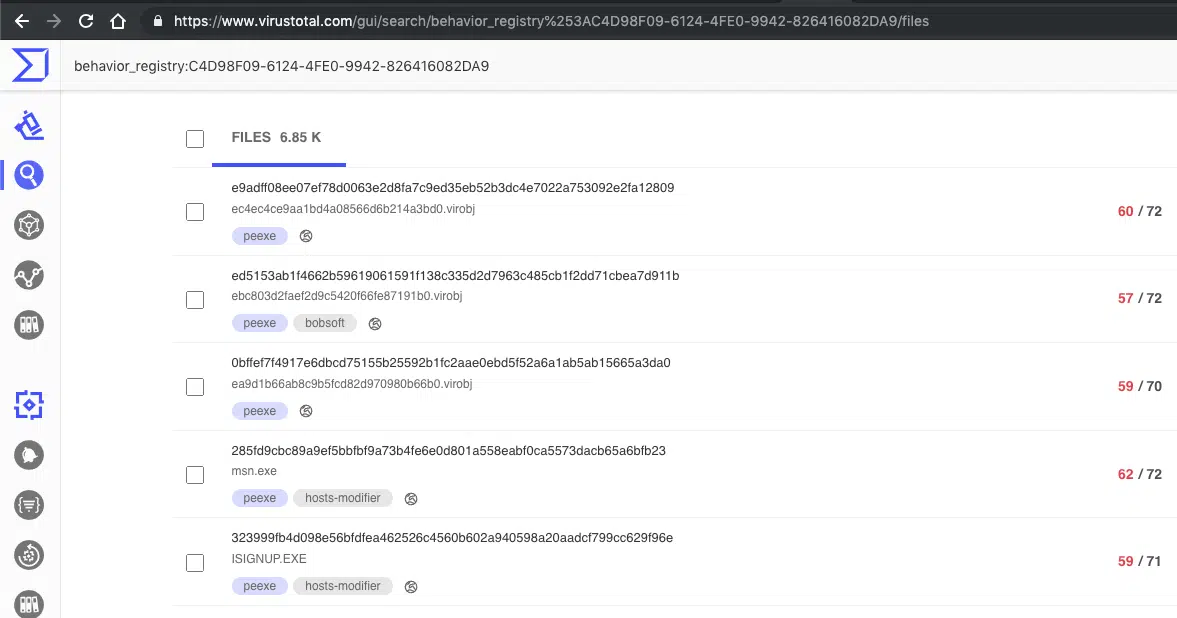 https://www.virustotal.com/gui/search/behavior_registry%253AC4D98F09-6124-4FE0-9942-826416082DA9/files
behavior_registry:C4D98F09-6124-4FE0-9942-826416082DA9
FILES 6.85 K
e9adff08ee07ef78d0063e2d8fa7c9ed35eb52b3dc4e7022a753092e2fa12809
ec4ec4ce9aa1bd4a08566d6b214a3bd0.virobj
60 / 72
peexe
ed5153ab1f4662b59619061591f138c335d2d7963c485cb1f2dd71cbea7d911b
ebc803d2faef2d9c5420f66fe87191b0.virobj
57 / 72
peexe bobsoft
0bffef7f4917e6dbcd75155b25592b1fc2aae0ebd5f52a6a1ab5ab15665a3da0
ea9d1b66ab8c9b5fcd82d970980b66b0.virobj
59 / 70
peexe
285fd9cbc89a9ef5bbfbf9a73b4fe6e0d801a558eabf0ca5573dacb65a6bfb23
msn.exe
62 / 72
peexe hosts-modifier
323999fb4d098e56bfdfea462526c4560b602a940598a20aadcf799cc629f96e
ISIGNUP.EXE
59 / 71
peexe hosts-modifier